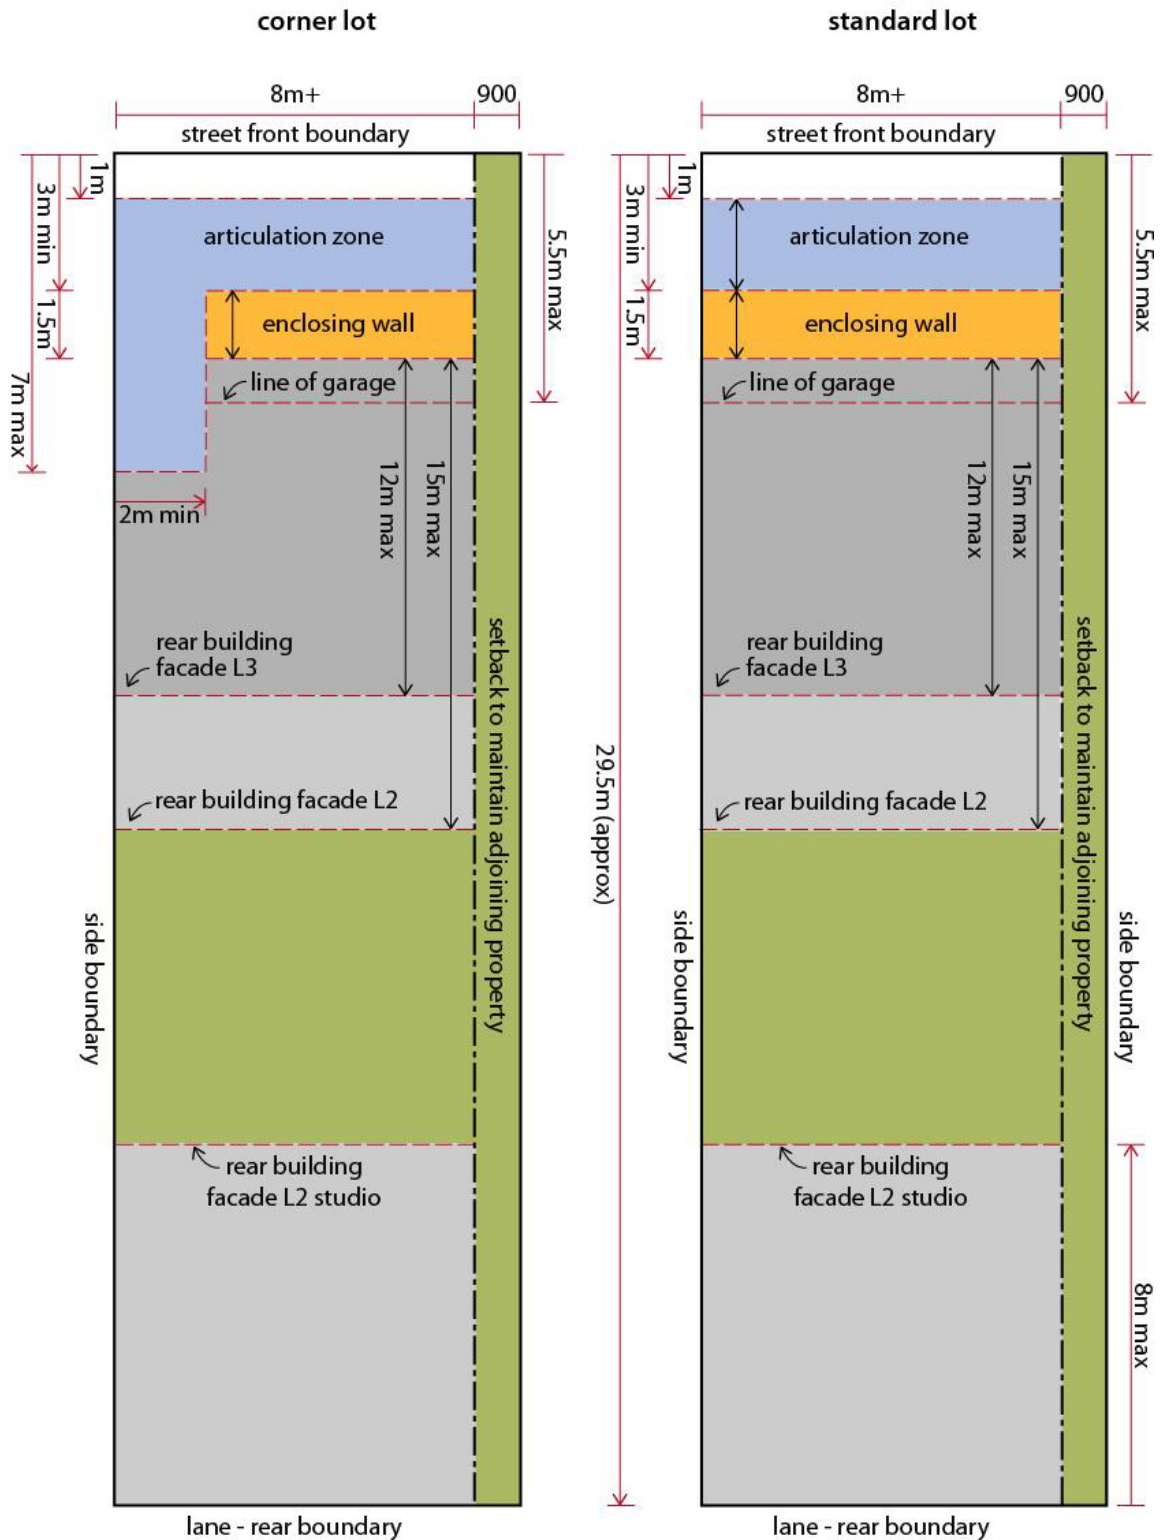 corner lot
8m+
900
street front boundary
1m
3m min
1.5m
7m max
5.5m max
articulation zone
enclosing wall
line of garage
2m min
12m max
15m max
rear building
facade L3
rear building facade L2
setback to maintain adjoining property
side boundary
rear building
facade L2 studio
lane - rear boundary
29.5m (approx)
standard lot
8m+
900
street front boundary
1m
3m min
1.5m
5.5m max
articulation zone
enclosing wall
line of garage
12m max
15m max
rear building
facade L3
rear building facade L2
setback to maintain adjoining property
side boundary
side boundary
rear building
facade L2 studio
8m max
lane - rear boundary